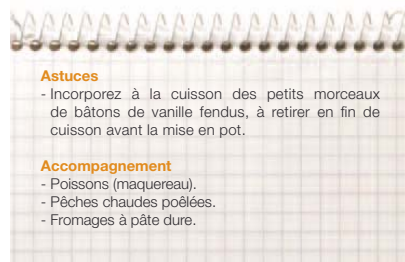 Astuces
- Incorporez à la cuisson des petits morceaux
de bâtons de vanille fendus, à retirer en fin de
cuisson avant la mise en pot.
Accompagnement
- Poissons (maquereau).
- Pêches chaudes poêlées.
- Fromages à pâte dure.